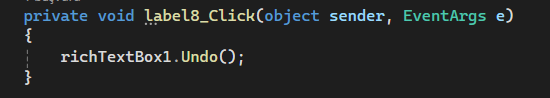 private void label8_Click(object sender, EventArgs e)
{
    richTextBox1.Undo();
}